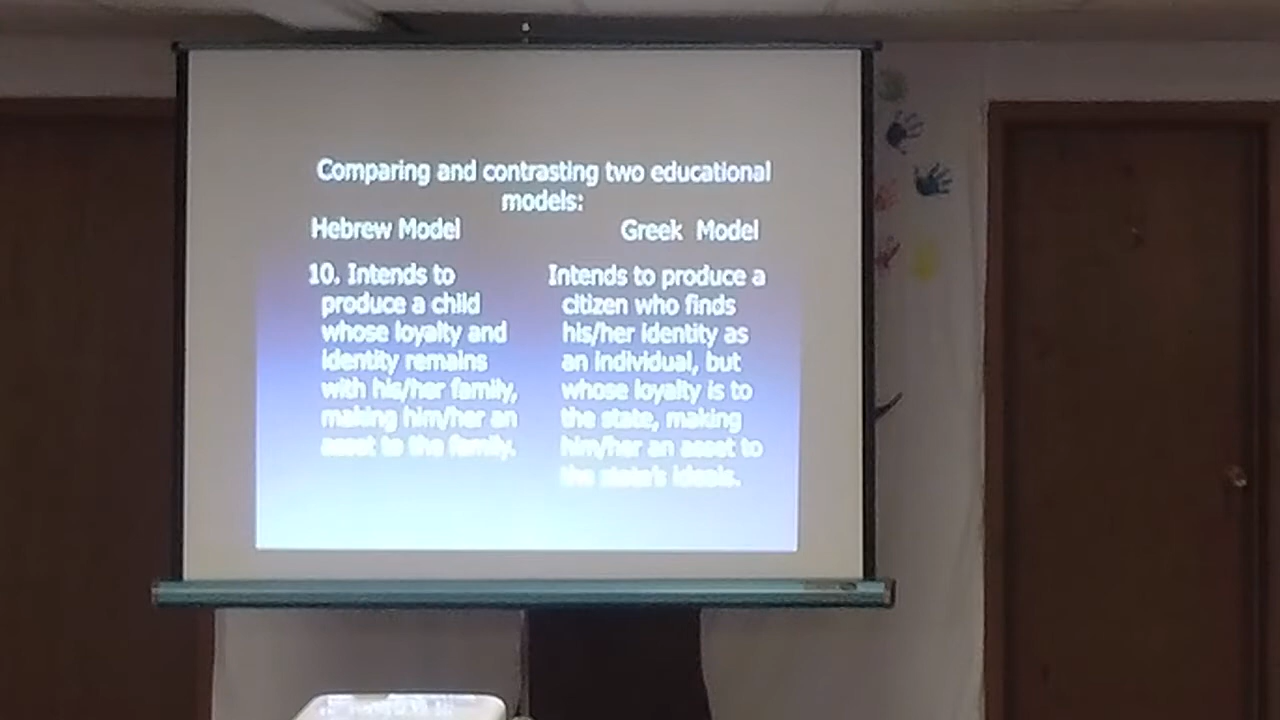 Comparing and contrasting two educational
models:
Hebrew Model
Greek Model
10. Intends to
produce a child
whose loyalty and
identity remains
with his/her family,
making him/her an
asset to the family.
Intends to produce a
citizen who finds
his/her identity as
an individual, but
whose loyalty is to
the state, making
him/her an asset to
the state's ideals.